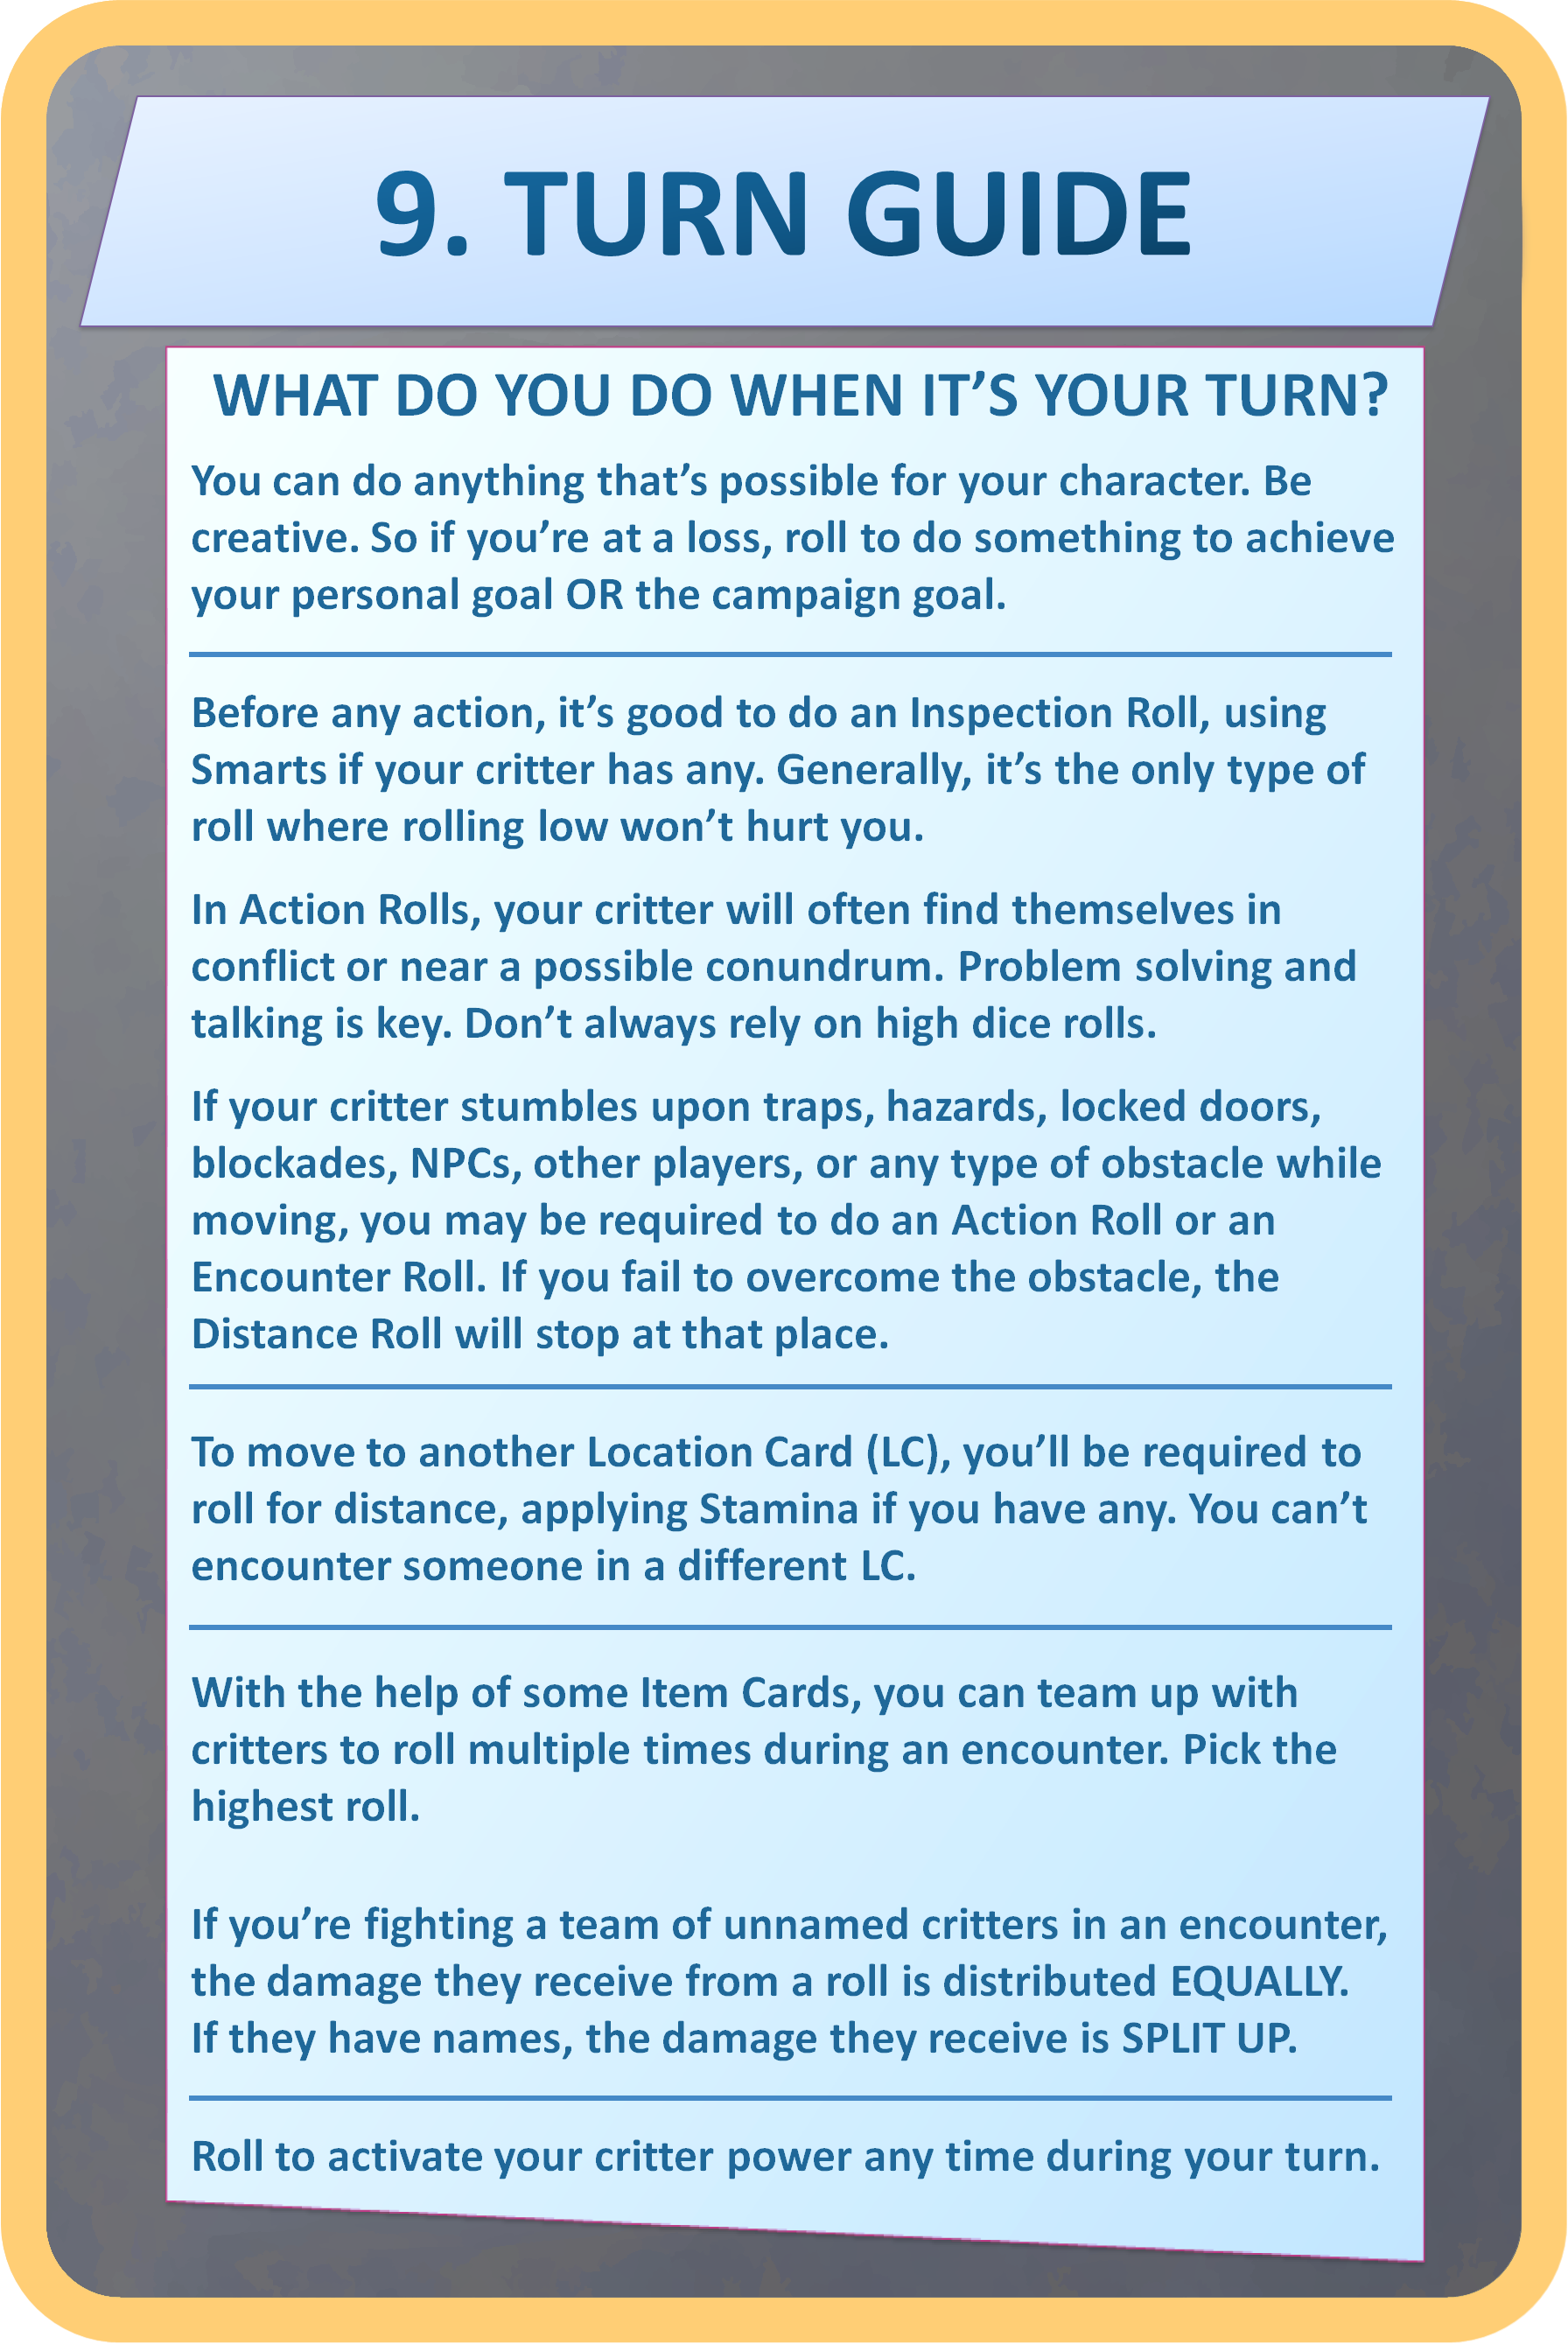 9. TURN GUIDE
WHAT DO YOU DO WHEN IT’S YOUR TURN?
You can do anything that’s possible for your character. Be
creative. So if you’re at a loss, roll to do something to achieve
your personal goal OR the campaign goal.
Before any action, it’s good to do an Inspection Roll, using
Smarts if your critter has any. Generally, it’s the only type of
roll where rolling low won’t hurt you.
In Action Rolls, your critter will often find themselves in
conflict or near a possible conundrum. Problem solving and
talking is key. Don’t always rely on high dice rolls.
If your critter stumbles upon traps, hazards, locked doors,
blockades, NPCs, other players, or any type of obstacle while
moving, you may be required to do an Action Roll or an
Encounter Roll. If you fail to overcome the obstacle, the
Distance Roll will stop at that place.
To move to another Location Card (LC), you’ll be required to
roll for distance, applying Stamina if you have any. You can’t
encounter someone in a different LC.
With the help of some Item Cards, you can team up with
critters to roll multiple times during an encounter. Pick the
highest roll.
If you’re fighting a team of unnamed critters in an encounter,
the damage they receive from a roll is distributed EQUALLY.
If they have names, the damage they receive is SPLIT UP.
Roll to activate your critter power any time during your turn.